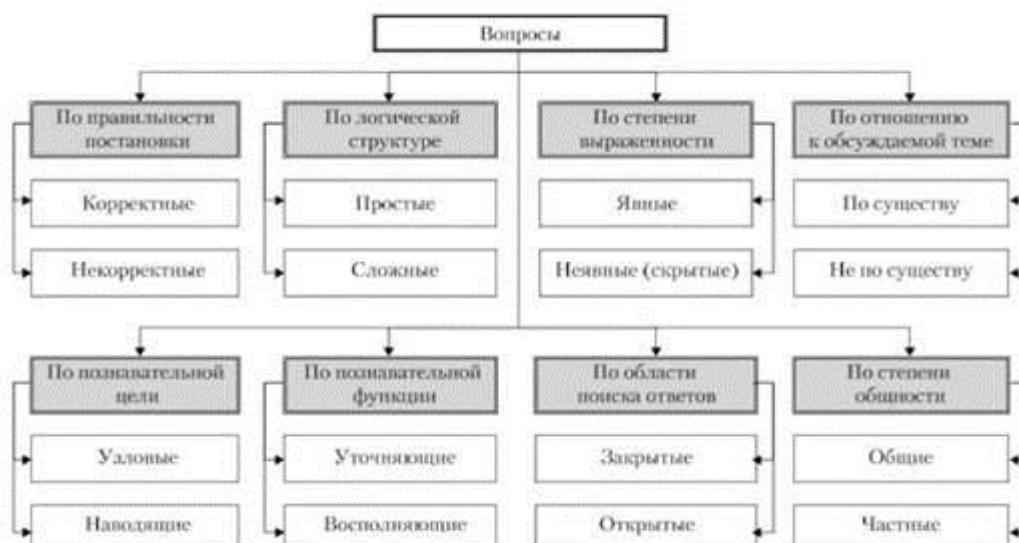 Вопросы
По правильности
постановки
По логической
структуре
По степени
выраженности
По отношению
к обсуждаемой теме
Корректные
Простые
Явные
По существу
Некорректные
Сложные
Неявные (скрытые)
Не по существу
По познавательной
цели
По познавательной
функции
По области
поиска ответов
По степени
общности
Узловые
Уточняющие
Закрытые
Общие
Наводящие
Восполняющие
Открытые
Частные